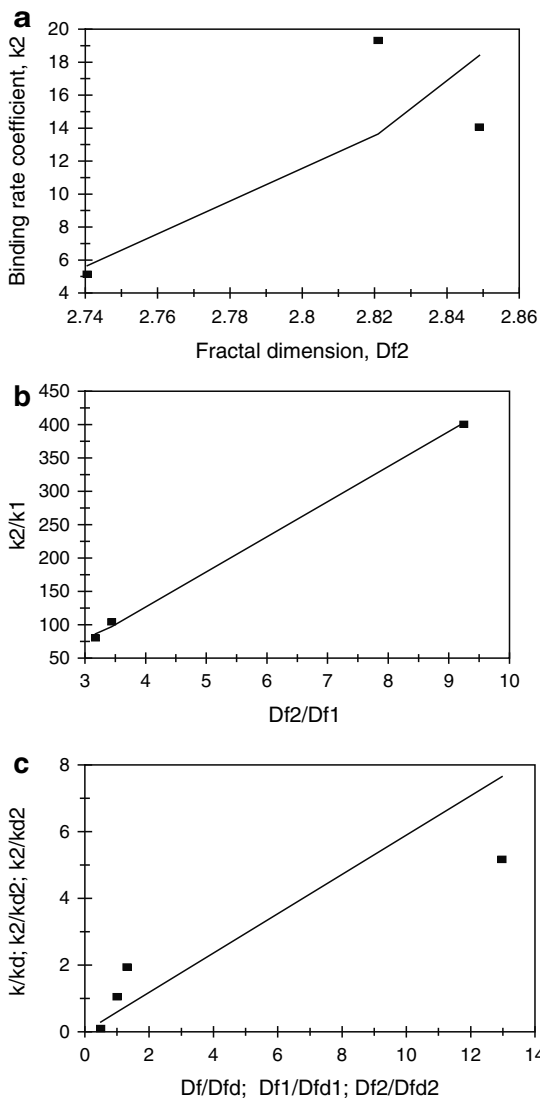 a
Binding rate coefficient, k2
20
18
16
14
12
10
8
6
4
2.74 2.76 2.78 2.8 2.82 2.84 2.86
Fractal dimension, Df2
b
k2/k1
450
400
350
300
250
200
150
100
50
3 4 5 6 7 8 9 10
Df2/Df1
c
k/kd; k2/kd2; k2/kd2
8
6
4
2
0
0 2 4 6 8 10 12 14
Df/Dfd; Df1/Dfd1; Df2/Dfd2